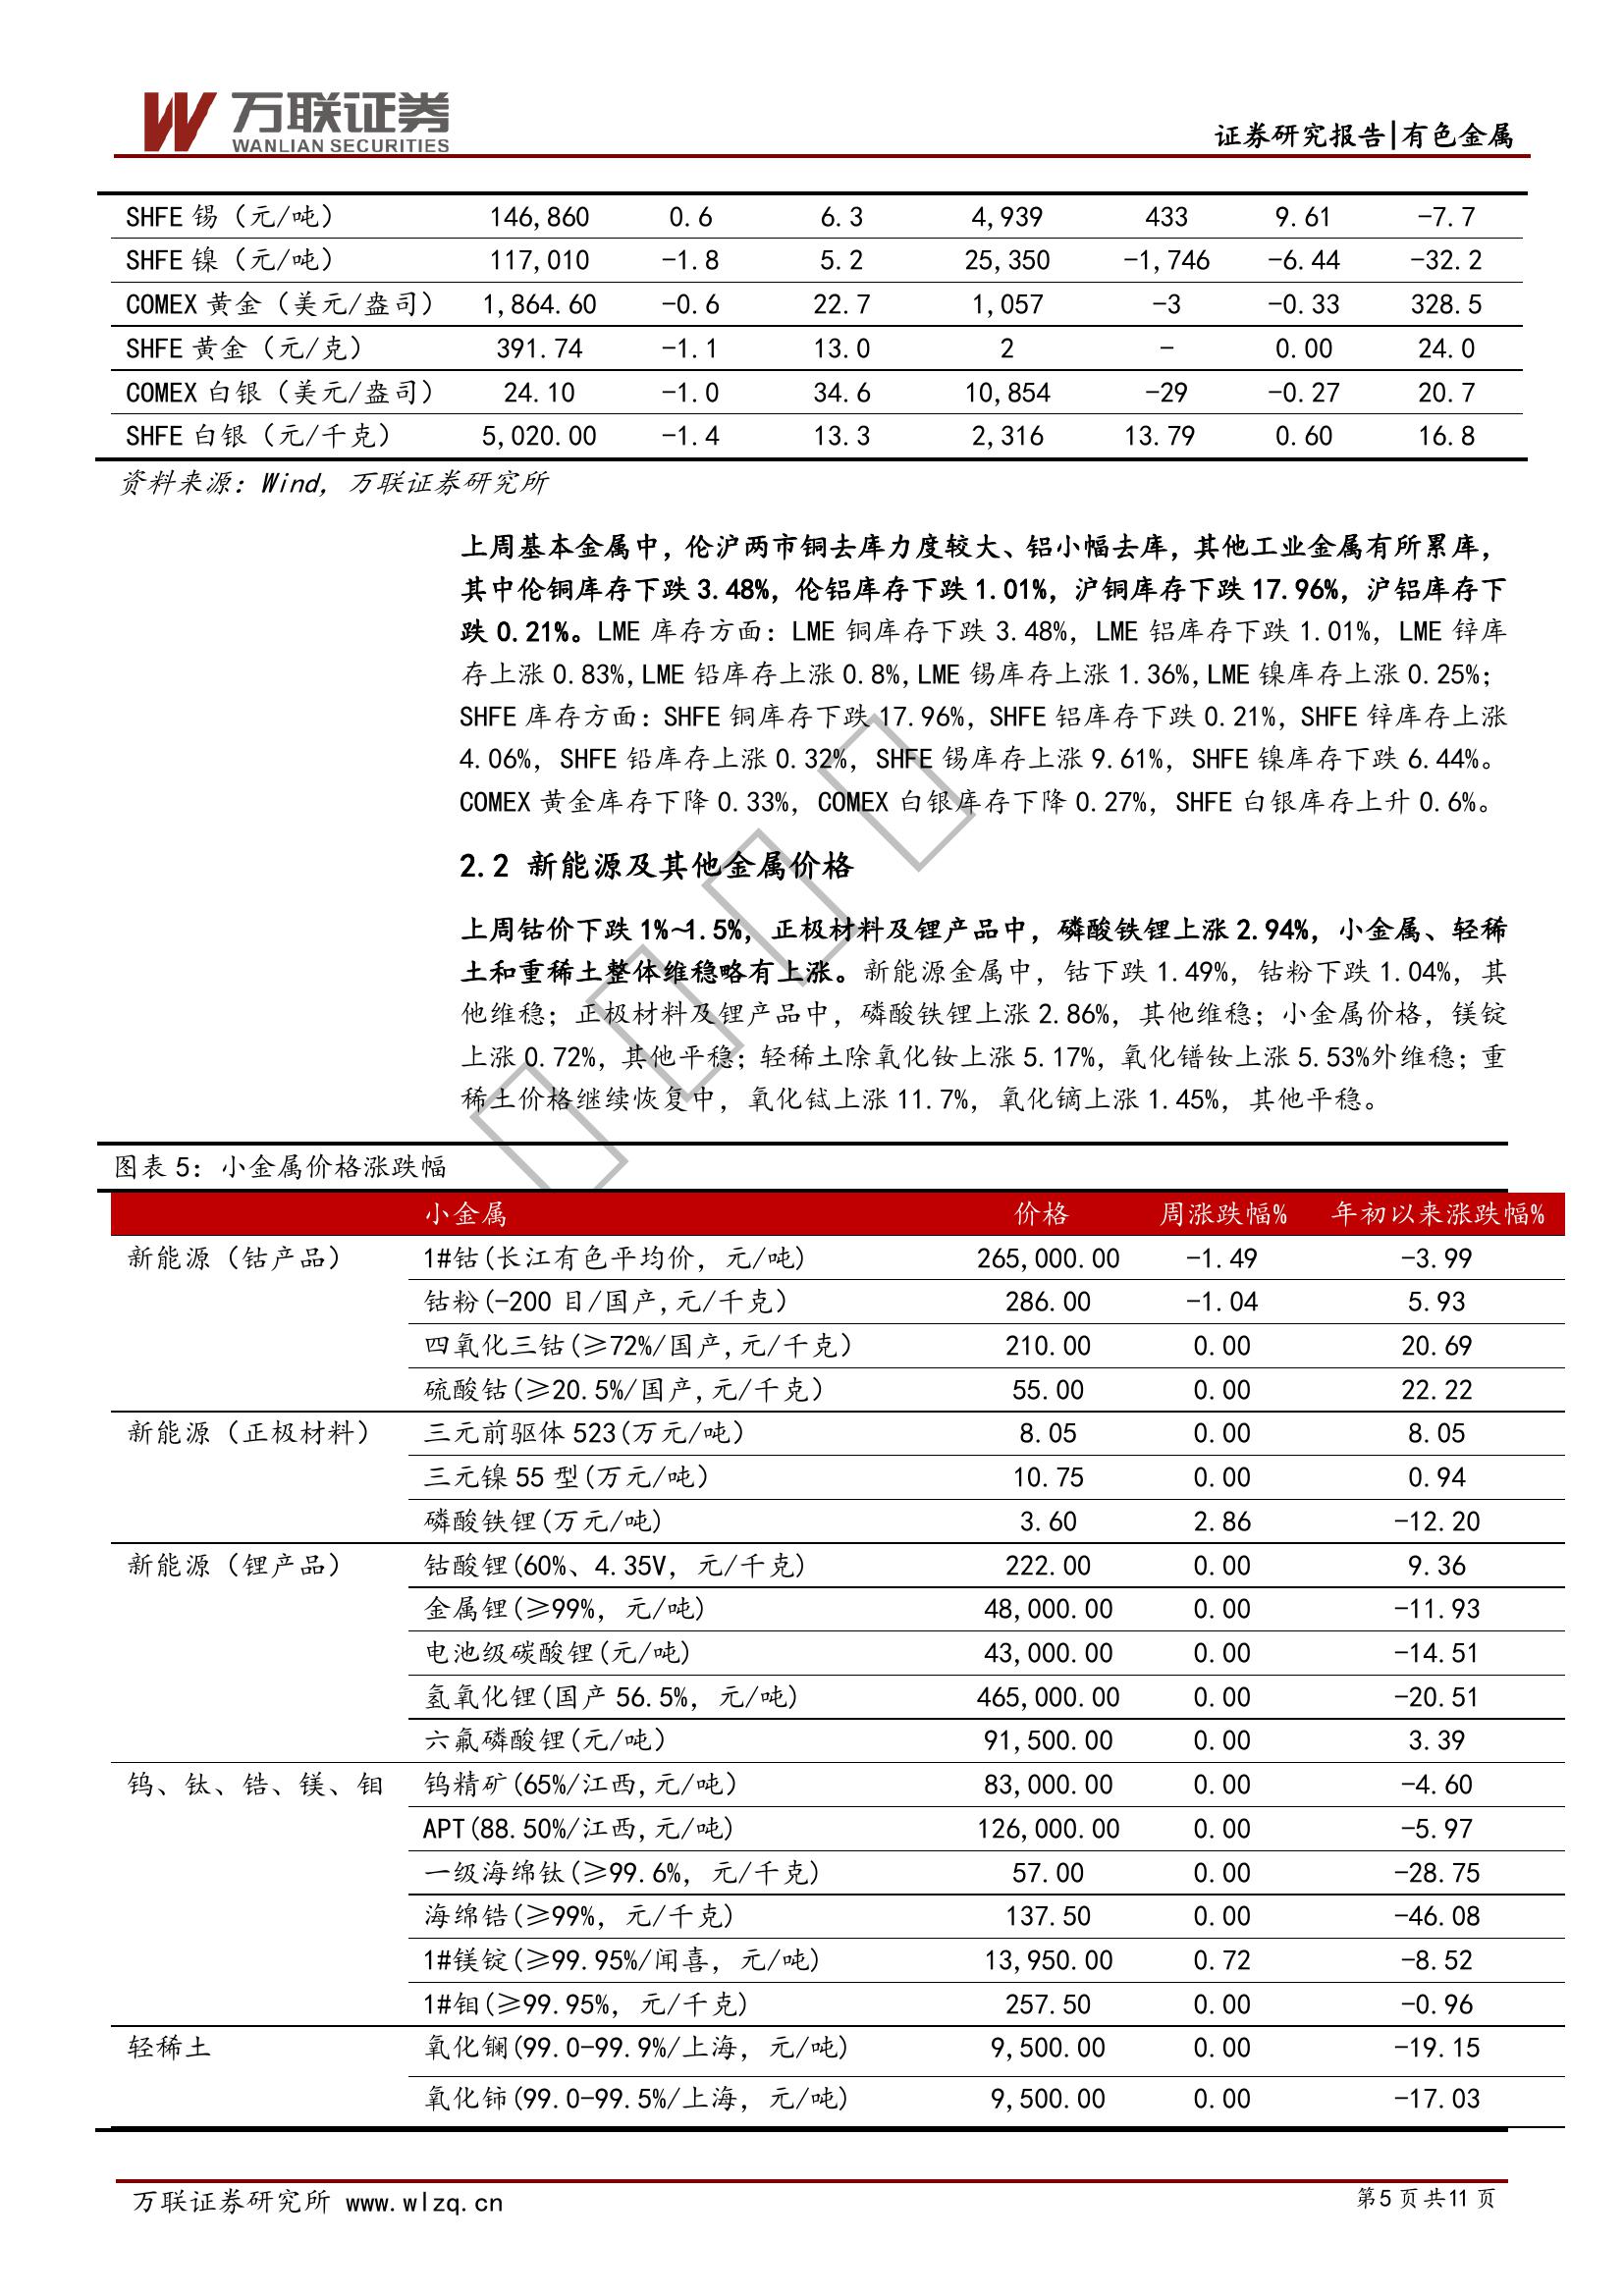 万联证券
WANLIAN SECURITIES
证券研究报告|有色金属
SHFE 锡（元/吨） 146,860 0.6 6.3 4,939 433 9.61 -7.7
SHFE 镍（元/吨） 117,010 -1.8 5.2 25,350 -1,746 -6.44 -32.2
COMEX 黄金（美元/盎司） 1,864.60 -0.6 22.7 1,057 -3 -0.33 328.5
SHFE 黄金（元/克） 391.74 -1.1 13.0 2 - 0.00 24.0
COMEX 白银（美元/盎司） 24.10 -1.0 34.6 10,854 -29 -0.27 20.7
SHFE 白银（元/千克） 5,020.00 -1.4 13.3 2,316 13.79 0.60 16.8
资料来源：Wind，万联证券研究所
上周基本金属中，伦沪两市铜去库力度较大、铝小幅去库，其他工业金属有所累库，
其中伦铜库存下跌 3.48%，伦铝库存下跌 1.01%，沪铜库存下跌 17.96%，沪铝库存下
跌 0.21%。LME 库存方面：LME 铜库存下跌 3.48%，LME 铝库存下跌 1.01%，LME 锌库
存上涨 0.83%,LME 铅库存上涨 0.8%,LME 锡库存上涨 1.36%,LME 镍库存上涨 0.25%；
SHFE 库存方面：SHFE 铜库存下跌 17.96%，SHFE 铝库存下跌 0.21%，SHFE 锌库存上涨
4.06%，SHFE 铅库存上涨 0.32%，SHFE 锡库存上涨 9.61%，SHFE 镍库存下跌 6.44%。
COMEX 黄金库存下降 0.33%，COMEX 白银库存下降 0.27%，SHFE 白银库存上升 0.6%。
2.2 新能源及其他金属价格
上周钴价下跌 1%~1.5%，正极材料及锂产品中，磷酸铁锂上涨 2.94%，小金属、轻稀
土和重稀土整体维稳略有上涨。新能源金属中，钴下跌 1.49%，钴粉下跌 1.04%，其
他维稳；正极材料及锂产品中，磷酸铁锂上涨 2.86%，其他维稳；小金属价格，镁锭
上涨 0.72%，其他平稳；轻稀土除氧化钕上涨 5.17%，氧化镨钕上涨 5.53%外维稳；重
稀土价格继续恢复中，氧化铽上涨 11.7%，氧化镝上涨 1.45%，其他平稳。
图表 5：小金属价格涨跌幅
小金属 价格 周涨跌幅% 年初以来涨跌幅%
新能源（钴产品） 1#钴(长江有色平均价，元/吨) 265,000.00 -1.49 -3.99
钴粉(-200 目/国产,元/千克) 286.00 -1.04 5.93
四氧化三钴(≥72%/国产,元/千克) 210.00 0.00 20.69
硫酸钴(≥20.5%/国产,元/千克) 55.00 0.00 22.22
新能源（正极材料） 三元前驱体 523(万元/吨) 8.05 0.00 8.05
三元镍 55 型(万元/吨) 10.75 0.00 0.94
磷酸铁锂(万元/吨) 3.60 2.86 -12.20
新能源（锂产品） 钴酸锂(60%、4.35V，元/千克) 222.00 0.00 9.36
金属锂(≥99%，元/吨) 48,000.00 0.00 -11.93
电池级碳酸锂(元/吨) 43,000.00 0.00 -14.51
氢氧化锂(国产 56.5%，元/吨) 465,000.00 0.00 -20.51
六氟磷酸锂(元/吨) 91,500.00 0.00 3.39
钨、钛、锆、镁、钼 钨精矿(65%/江西,元/吨) 83,000.00 0.00 -4.60
APT(88.50%/江西,元/吨) 126,000.00 0.00 -5.97
一级海绵钛(≥99.6%，元/千克) 57.00 0.00 -28.75
海绵锆(≥99%，元/千克) 137.50 0.00 -46.08
1#镁锭(≥99.95%/闻喜，元/吨) 13,950.00 0.72 -8.52
1#钼(≥99.95%，元/千克) 257.50 0.00 -0.96
轻稀土 氧化镧(99.0-99.9%/上海，元/吨) 9,500.00 0.00 -19.15
氧化铈(99.0-99.5%/上海，元/吨) 9,500.00 0.00 -17.03
万联证券研究所 www.wlzq.cn
第5 页共11 页